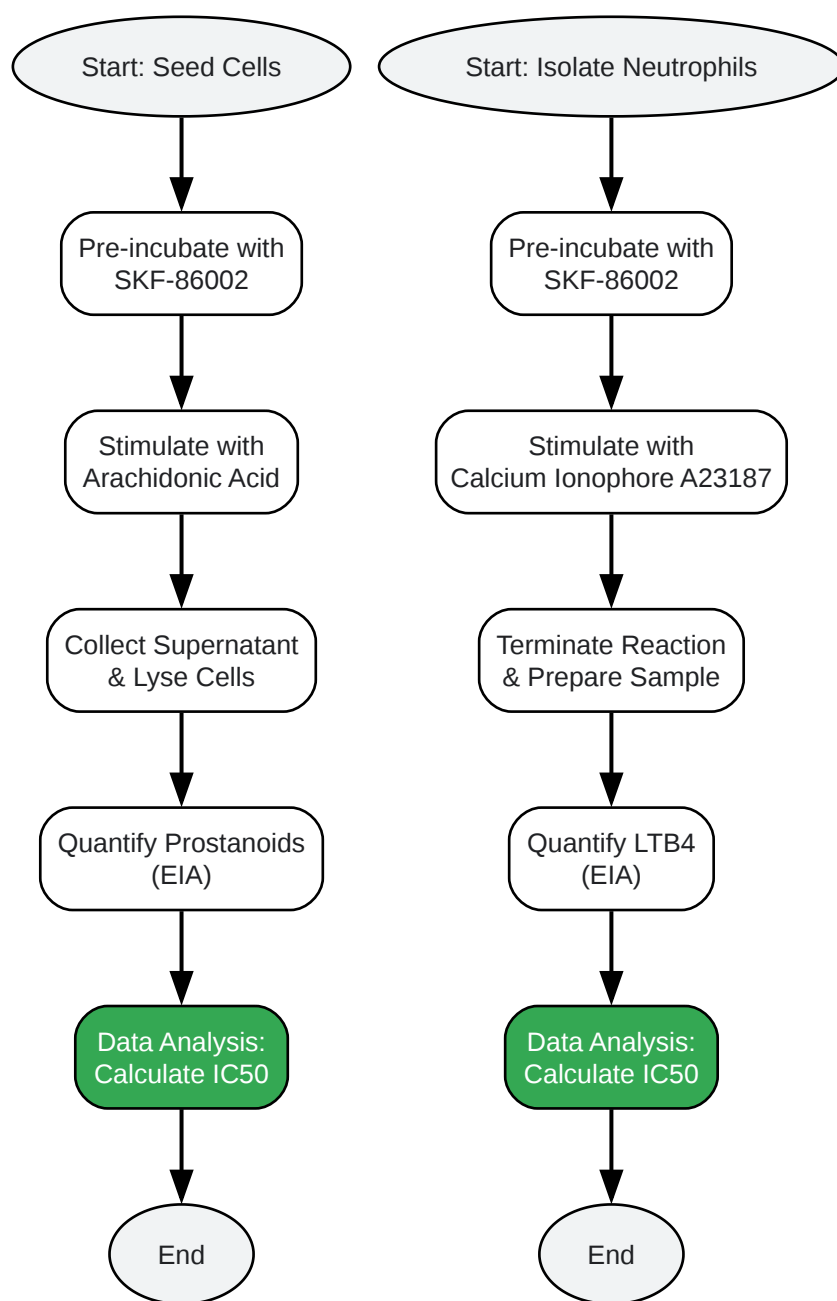 Start: Seed Cells
Pre-incubate with
SKF-86002
Stimulate with
Arachidonic Acid
Collect Supernatant
& Lyse Cells
Quantify Prostanoids
(EIA)
Data Analysis:
Calculate IC50
End
Start: Isolate Neutrophils
Pre-incubate with
SKF-86002
Stimulate with
Calcium Ionophore A23187
Terminate Reaction
& Prepare Sample
Quantify LTB4
(EIA)
Data Analysis:
Calculate IC50
End